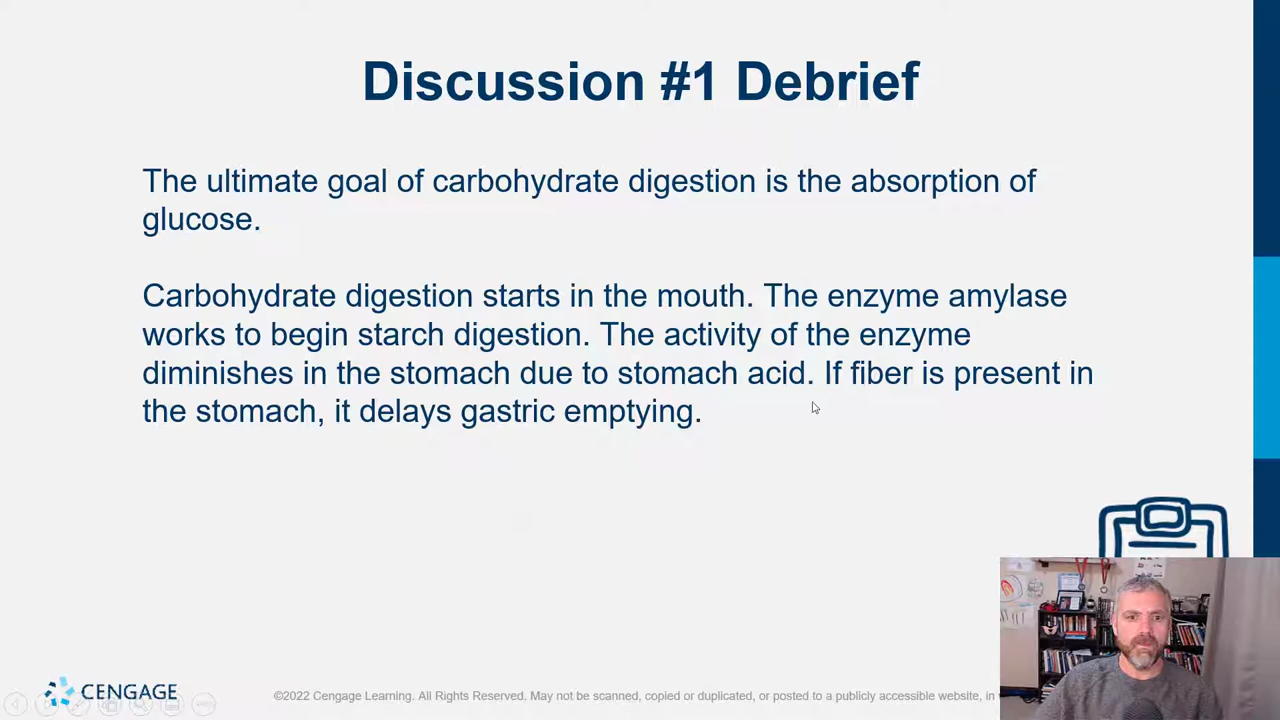 Discussion #1 Debrief
The ultimate goal of carbohydrate digestion is the absorption of
glucose.
Carbohydrate digestion starts in the mouth. The enzyme amylase
works to begin starch digestion. The activity of the enzyme
diminishes in the stomach due to stomach acid. If fiber is present in
the stomach, it delays gastric emptying.
CENGAGE
©2022 Cengage Learning. All Rights Reserved. May not be scanned, copied or duplicated, or posted to a publicly accessible website, in